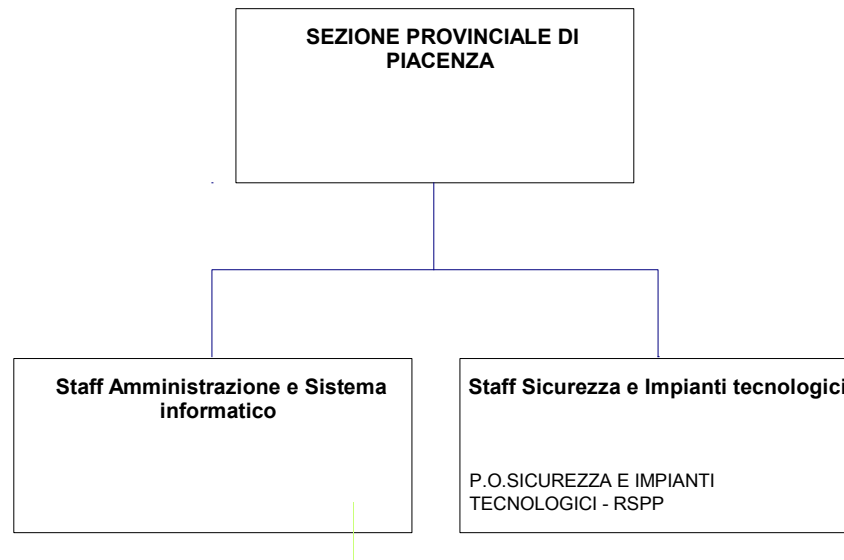 SEZIONE PROVINCIALE DI
PIACENZA
Staff Amministrazione e Sistema
informatico
Staff Sicurezza e Impianti tecnologici
P.O.SICUREZZA E IMPIANTI
TECNOLOGICI - RSPP